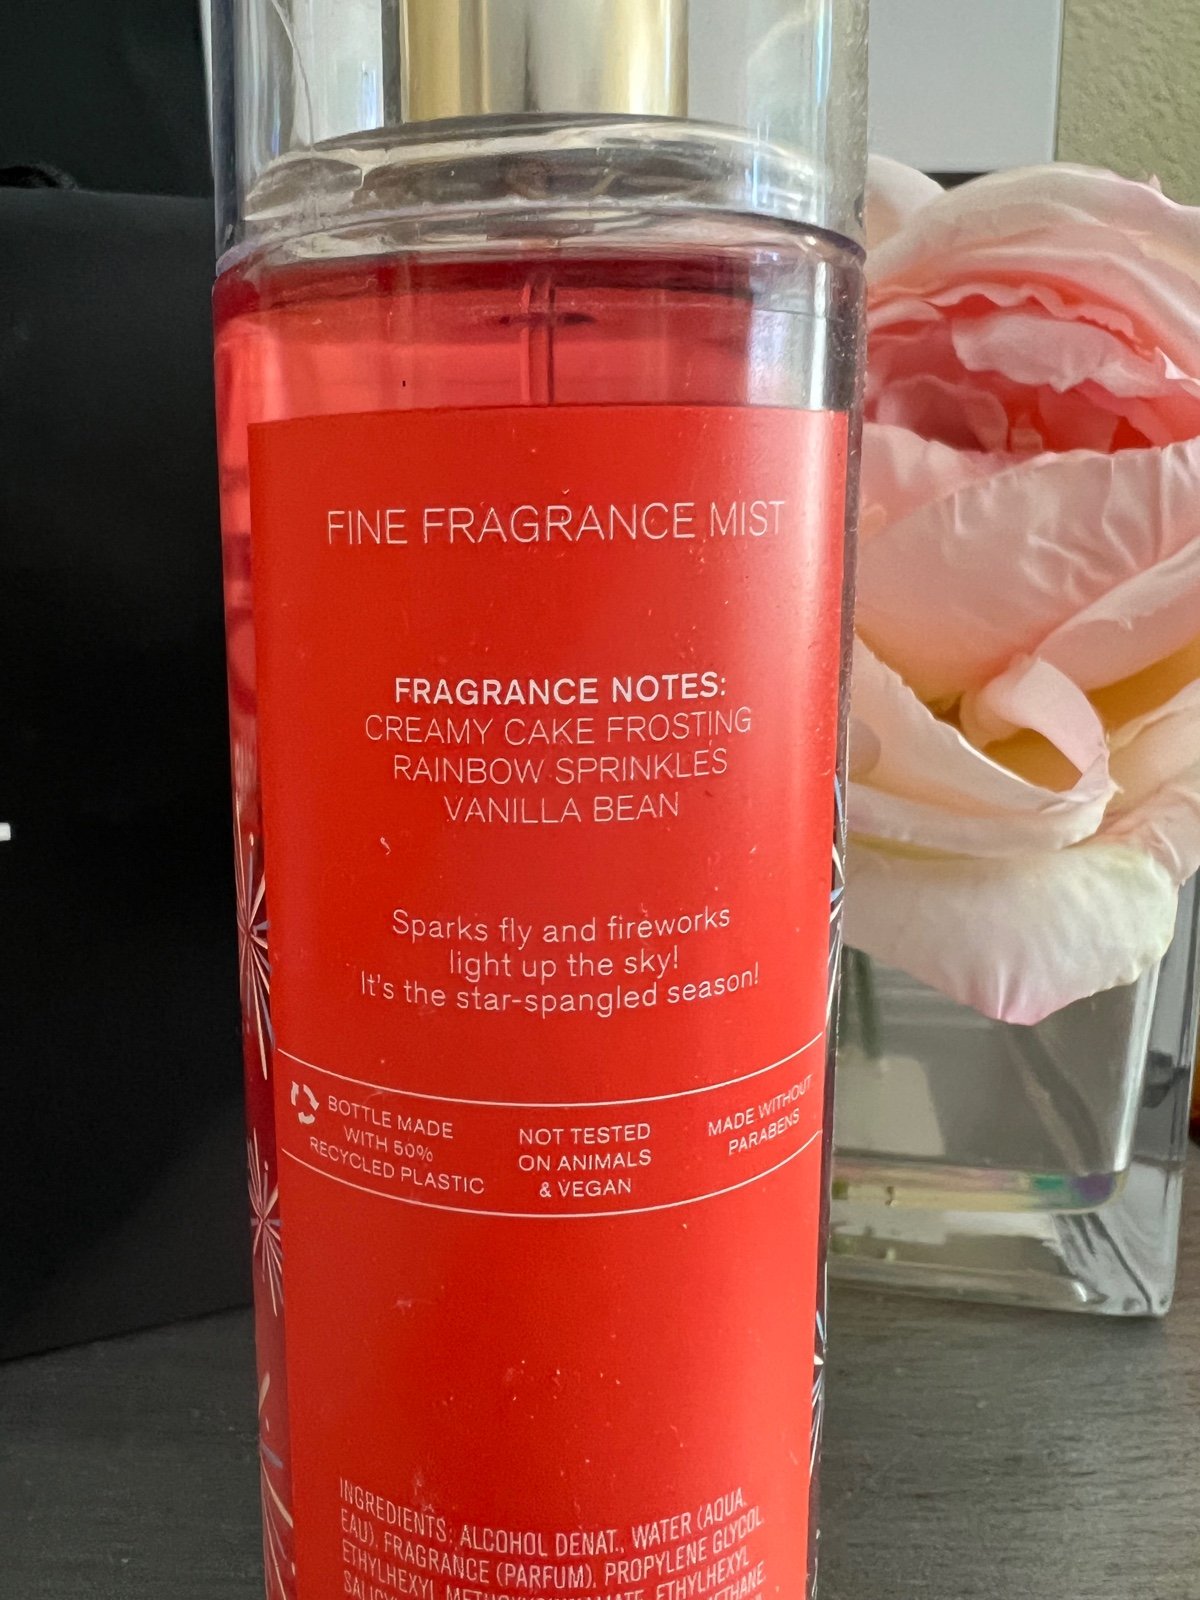 FINE FRAGRANCE MIST
FRAGRANCE NOTES:
CREAMY CAKE FROSTING
RAINBOW SPRINKLES
VANILLA BEAN
Sparks fly and fireworks
light up the sky!
It's the star-spangled season!
BOTTLE MADE
WITH 50%
RECYCLED PLASTIC
NOT TESTED
ON ANIMALS
& VEGAN
MADE WITHOUT
PARABENS
INGREDIENTS: ALCOHOL DENAT., WATER (AQUA,
EAU), FRAGRANCE (PARFUM), PROPYLENE GLYCOL,
ETHYLHEXYL METHOXYCINNAMATE, ETHYLHEXYL